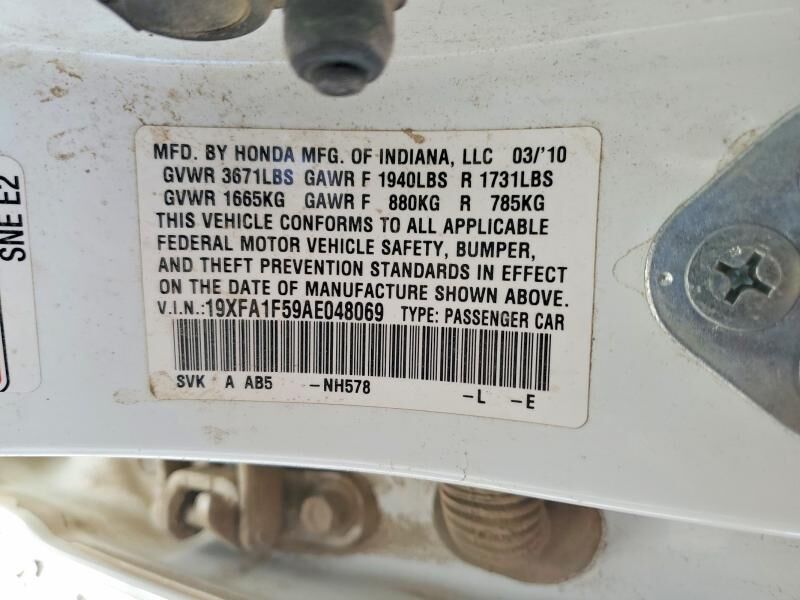 MFD. BY HONDA MFG. OF INDIANA, LLC 03/'10
GVWR 3671LBS GAWR F 1940LBS R 1731LBS
GVWR 1665KG GAWR F 880KG R 785KG
THIS VEHICLE CONFORMS TO ALL APPLICABLE
FEDERAL MOTOR VEHICLE SAFETY, BUMPER,
AND THEFT PREVENTION STANDARDS IN EFFECT
ON THE DATE OF MANUFACTURE SHOWN ABOVE.
V.I.N.:19XFA1F59AE048069 TYPE: PASSENGER CAR
SVK A AB5 -NH578 -L -E
SNE E2